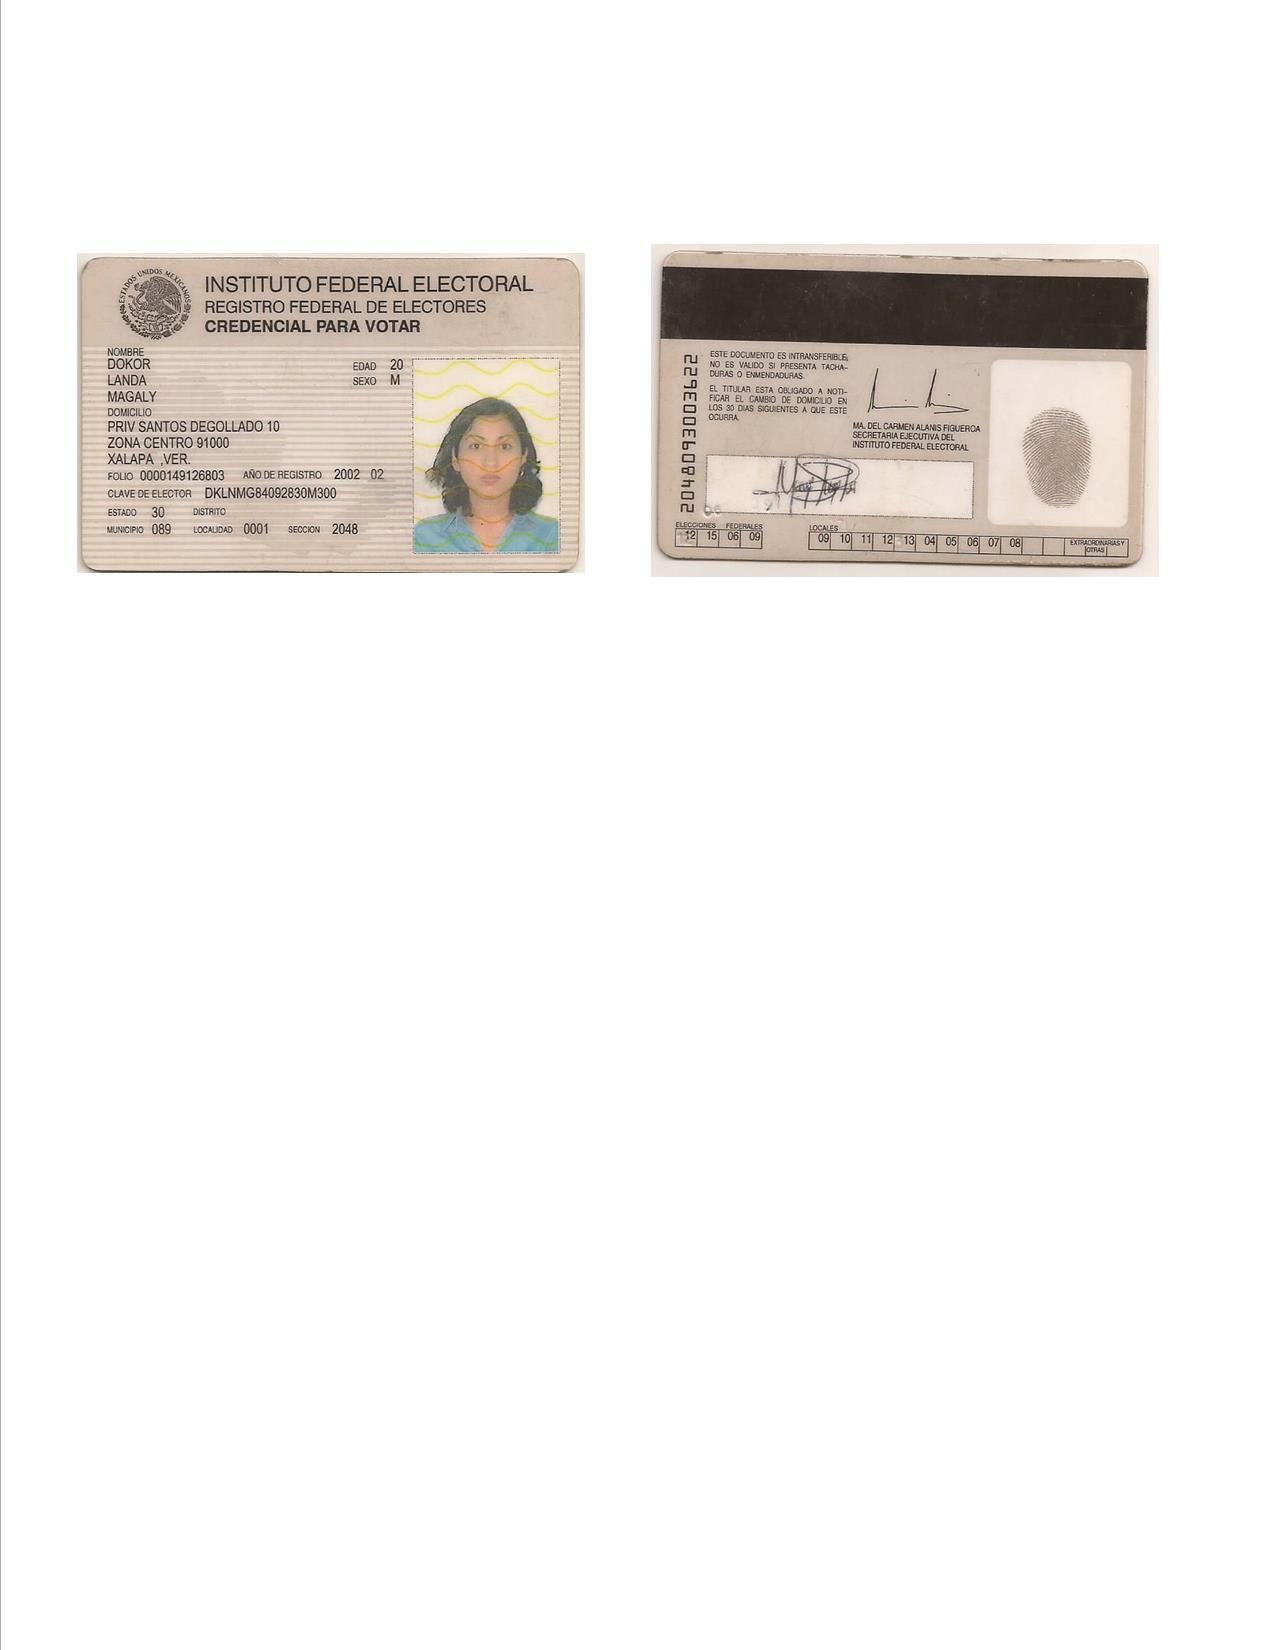 ESTADOS UNIDOS MEXICANOS
INSTITUTO FEDERAL ELECTORAL
REGISTRO FEDERAL DE ELECTORES
CREDENCIAL PARA VOTAR
NOMBRE
DOKOR
LANDA
MAGALY
EDAD 20
SEXO M
DOMICILIO
PRIV SANTOS DEGOLLADO 10
ZONA CENTRO 91000
XALAPA ,VER.
FOLIO 0000149126803 AÑO DE REGISTRO 2002 02
CLAVE DE ELECTOR DKLNMG84092830M300
ESTADO 30 DISTRITO
MUNICIPIO 089 LOCALIDAD 0001 SECCION 2048
2048093003622
ESTE DOCUMENTO ES INTRANSFERIBLE,
NO ES VALIDO SI PRESENTA TACHA-
DURAS O ENMENDADURAS.
EL TITULAR ESTA OBLIGADO A NOTI-
FICAR EL CAMBIO DE DOMICILIO EN
LOS 30 DIAS SIGUIENTES A QUE ESTE
OCURRA.
MA. DEL CARMEN ALANIS FIGUEROA
SECRETARIA EJECUTIVA DEL
INSTITUTO FEDERAL ELECTORAL
ELECCIONES FEDERALES
12 15 06 09
LOCALES
09 10 11 12 13 04 05 06 07 08
EXTRAORDINARIAS Y
OTRAS